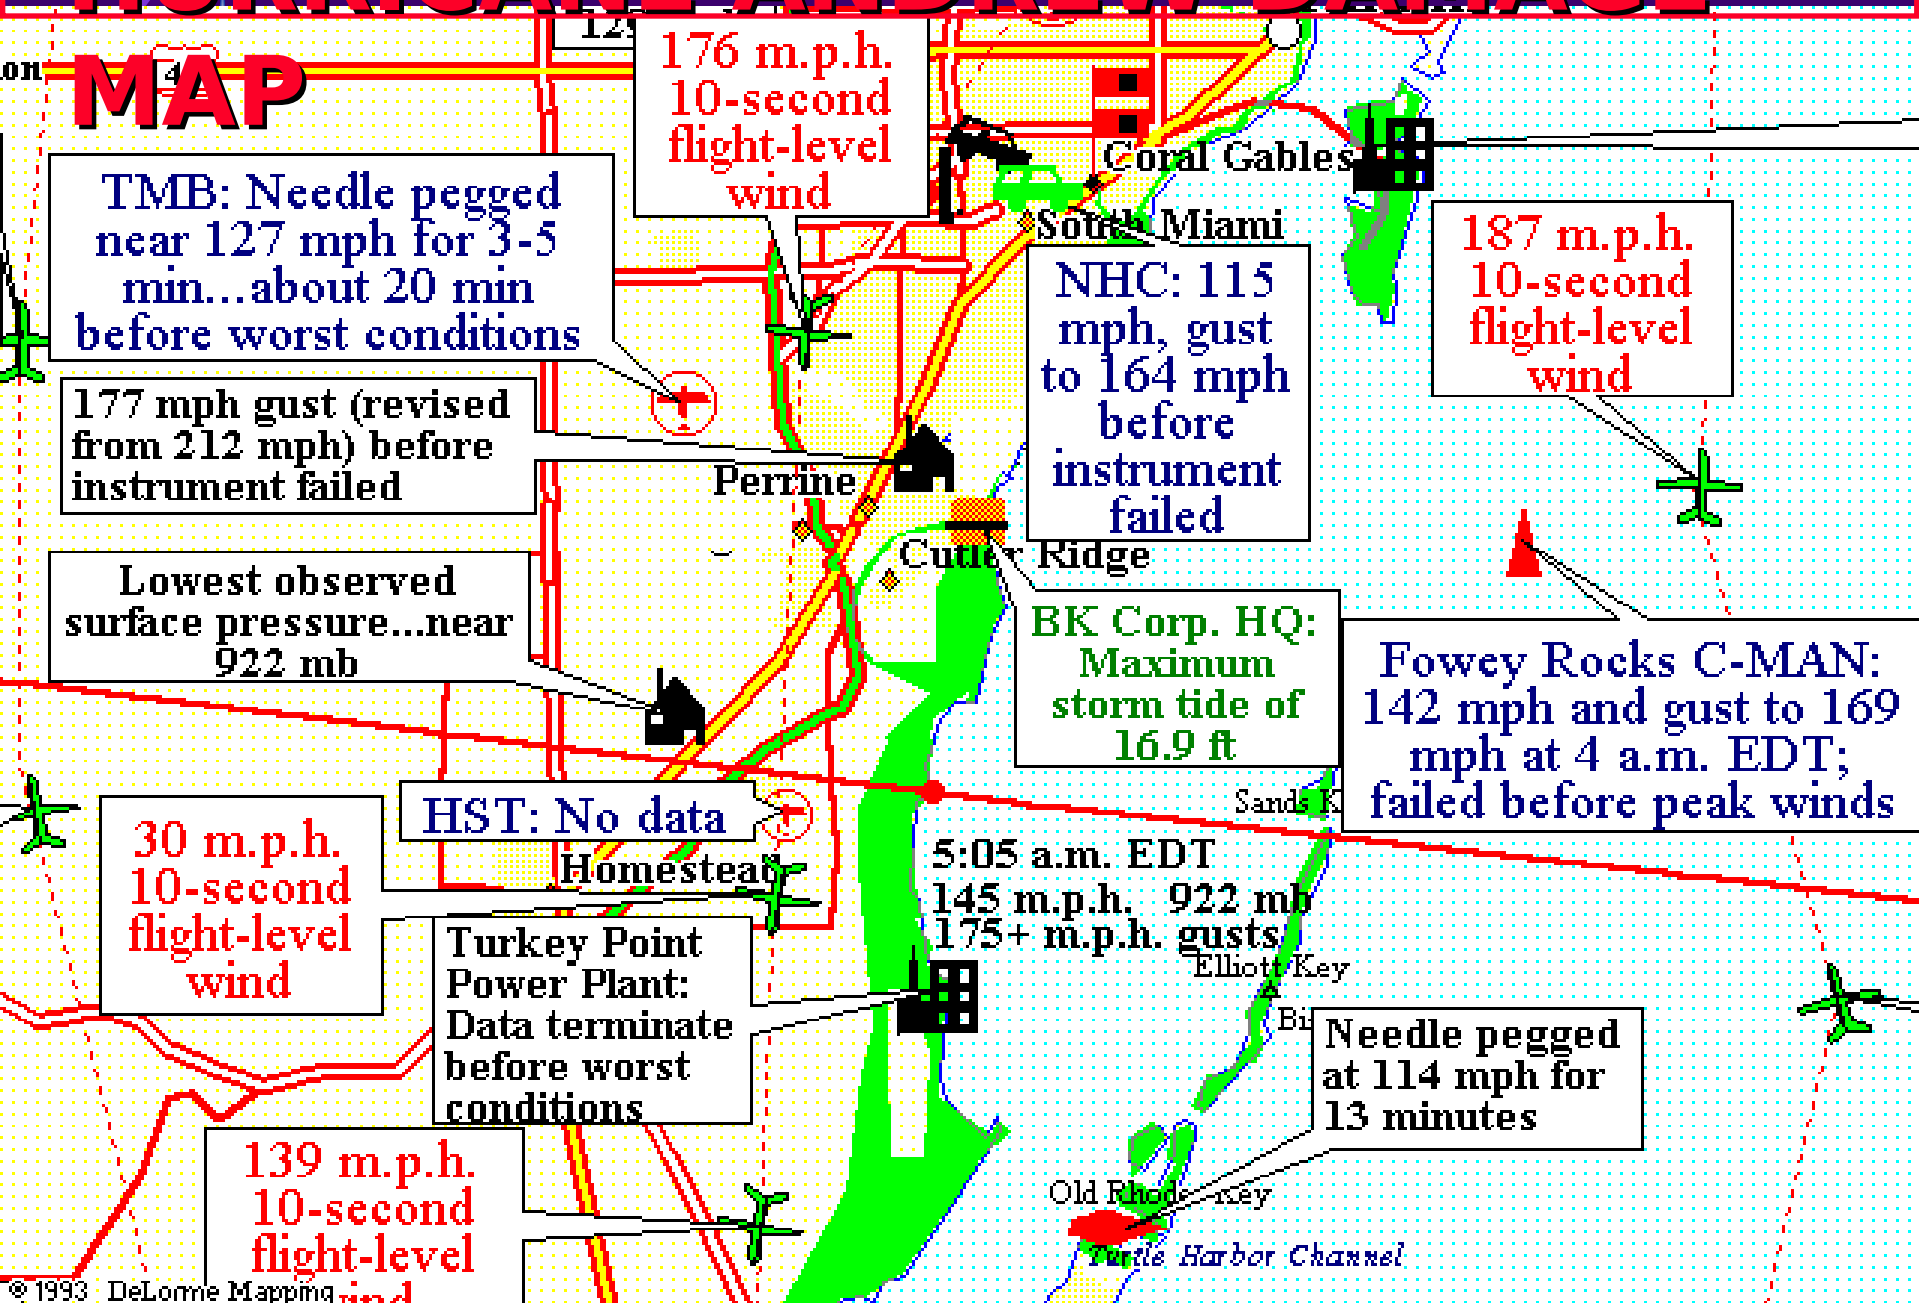 HURRICANE ANDREW DAMAGE
MAP
on
4
176 m.p.h.
10-second
flight-level
wind
TMB: Needle pegged
near 127 mph for 3-5
min...about 20 min
before worst conditions
Coral Gables
South Miami
NHC: 115
mph, gust
to 164 mph
before
instrument
failed
187 m.p.h.
10-second
flight-level
wind
177 mph gust (revised
from 212 mph) before
instrument failed
Perrine
Cutler Ridge
Lowest observed
surface pressure...near
922 mb
BK Corp. HQ:
Maximum
storm tide of
16.9 ft
Fowey Rocks C-MAN:
142 mph and gust to 169
mph at 4 a.m. EDT;
failed before peak winds
Sands K
HST: No data
Homestead
30 m.p.h.
10-second
flight-level
wind
5:05 a.m. EDT
145 m.p.h. 922 mb
175+ m.p.h. gusts
Elliott Key
Turkey Point
Power Plant:
Data terminate
before worst
conditions
Needle pegged
at 114 mph for
13 minutes
139 m.p.h.
10-second
flight-level
wind
Old Rhodes Key
Turtle Harbor Channel
© 1993 DeLorme Mapping